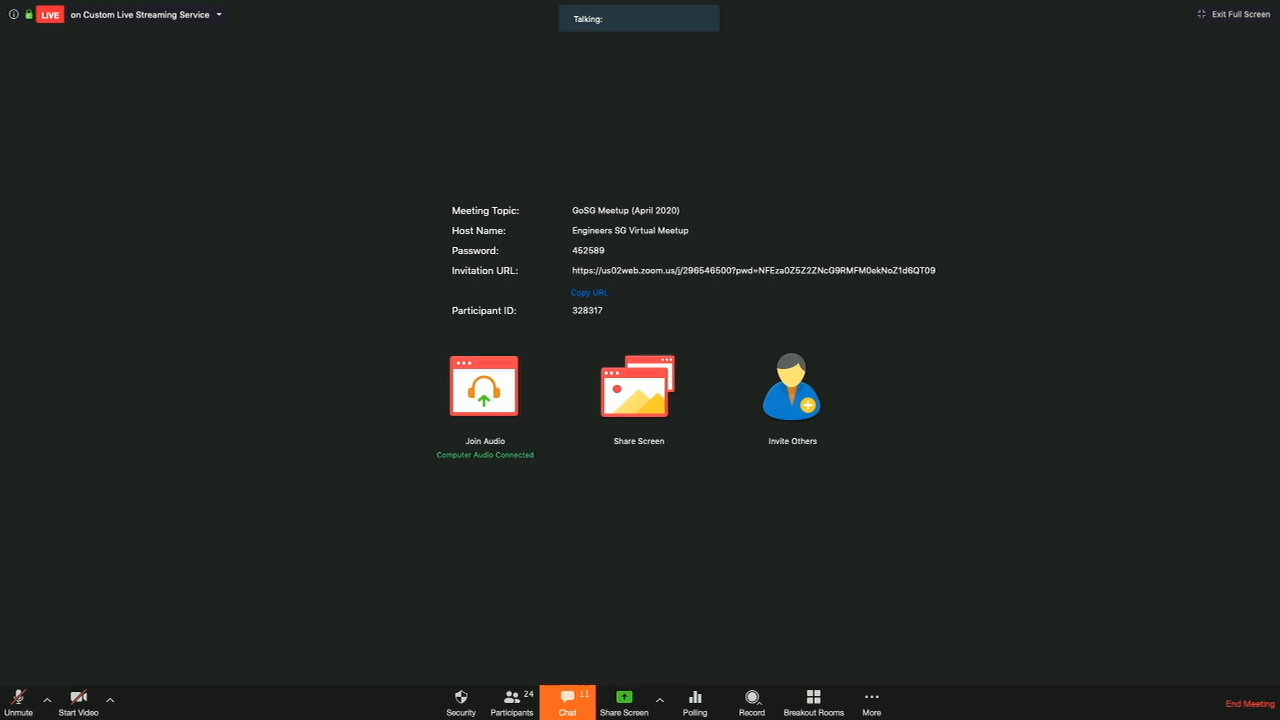 LIVE on Custom Live Streaming Service
Talking:
Exit Full Screen
Meeting Topic: GoSG Meetup (April 2020)
Host Name: Engineers SG Virtual Meetup
Password: 452589
Invitation URL: https://us02web.zoom.us/j/296546500?pwd=NFEza0Z5Z2ZNcG9RMFM0ekNoZ1d6QT09
Copy URL
Participant ID: 328317
Join Audio
Computer Audio Connected
Share Screen
Invite Others
Unmute
Start Video
Security
24
Participants
11
Chat
Share Screen
Polling
Record
Breakout Rooms
More
End Meeting